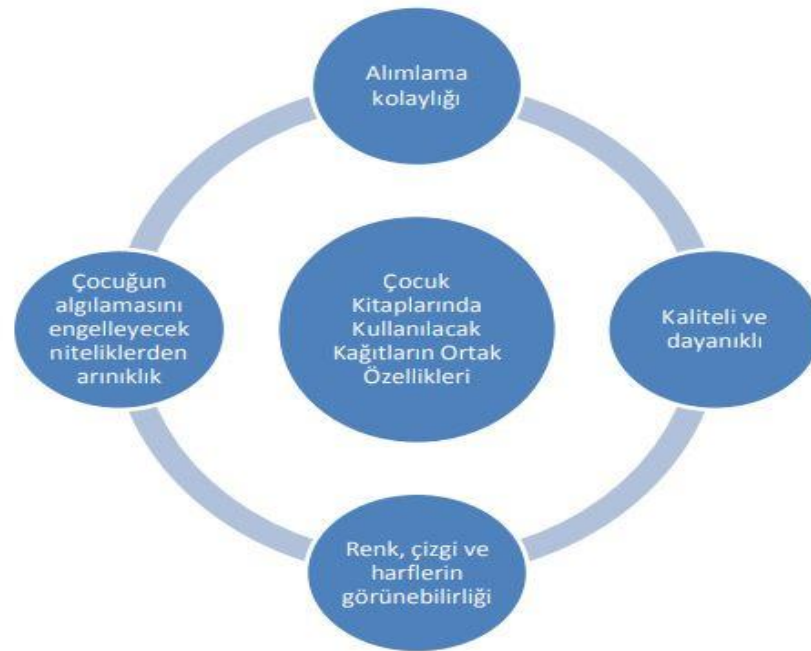 Alımlama
kolaylığı
Çocuğun
algılamasını
engelleyecek
niteliklerden
arınıklık
Çocuk
Kitaplarında
Kullanılacak
Kağıtların Ortak
Özellikleri
Kaliteli ve
dayanıklı
Renk, çizgi ve
harflerin
görünebilirliği